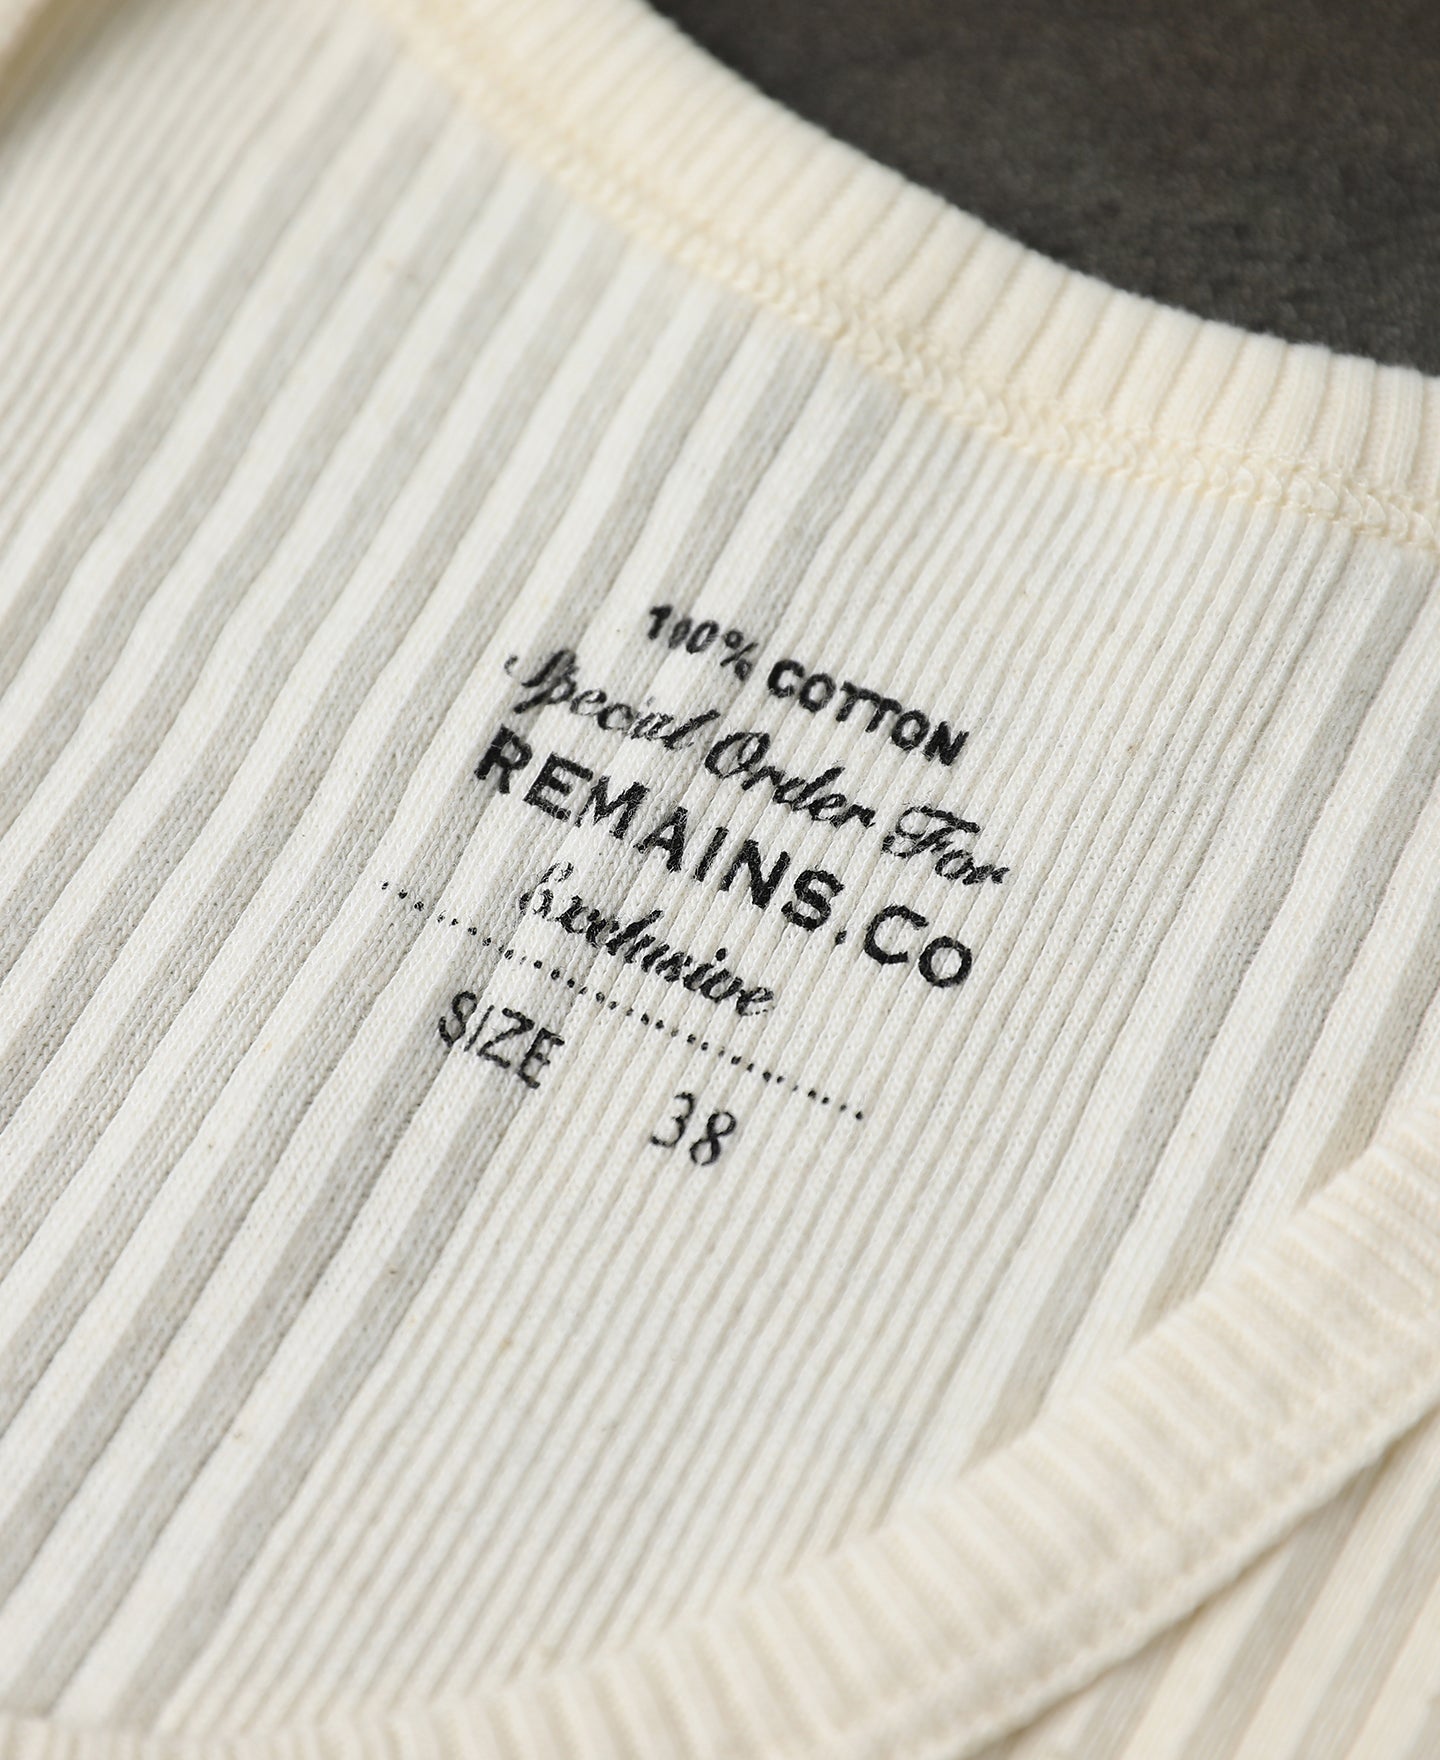 100% COTTON
Special Order For
REMAINS.CO
Exclusive
SIZE 38